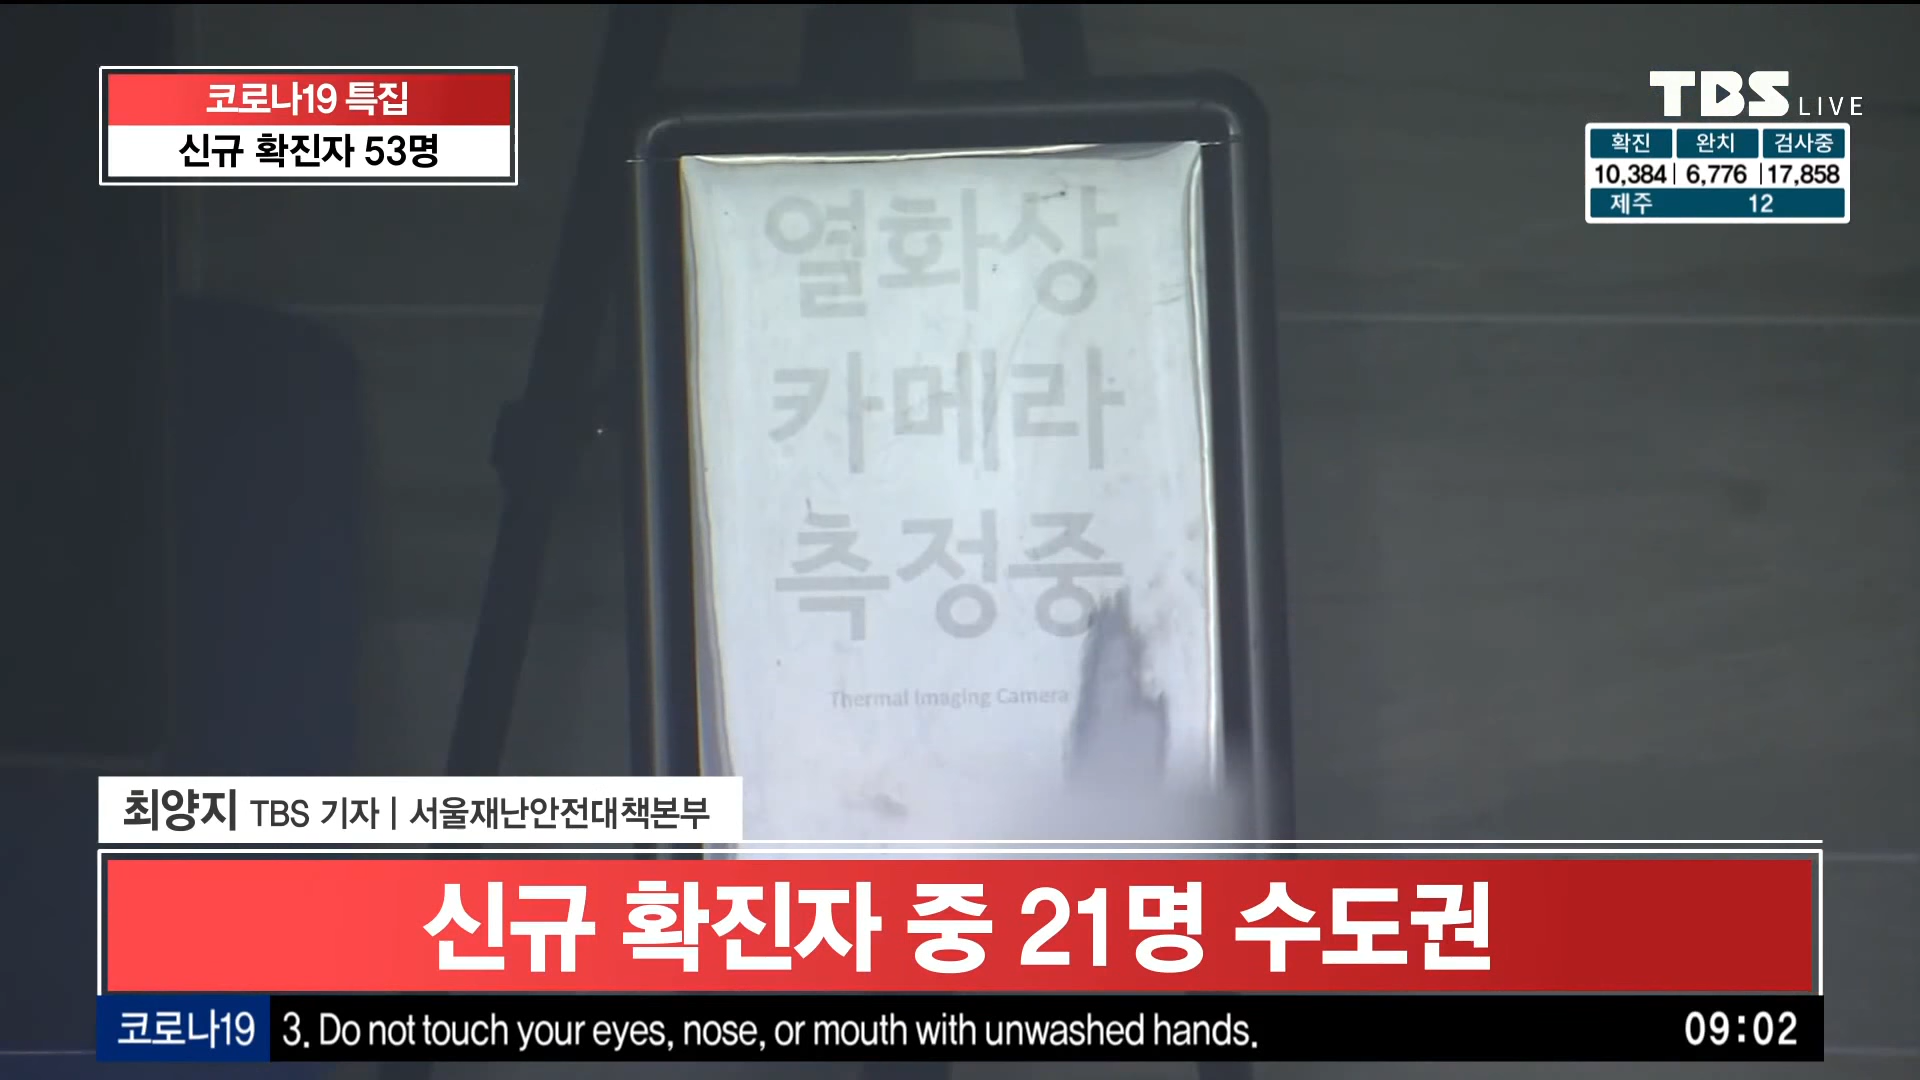 코로나19 특집
신규 확진자 53명
TBS LIVE
확진 완치 검사중
10,384 6,776 17,858
제주 12
열화상
카메라
측정중
Thermal Imaging Camera
최양지 TBS 기자 | 서울재난안전대책본부
신규 확진자 중 21명 수도권
코로나19 3. Do not touch your eyes, nose, or mouth with unwashed hands. 09:02